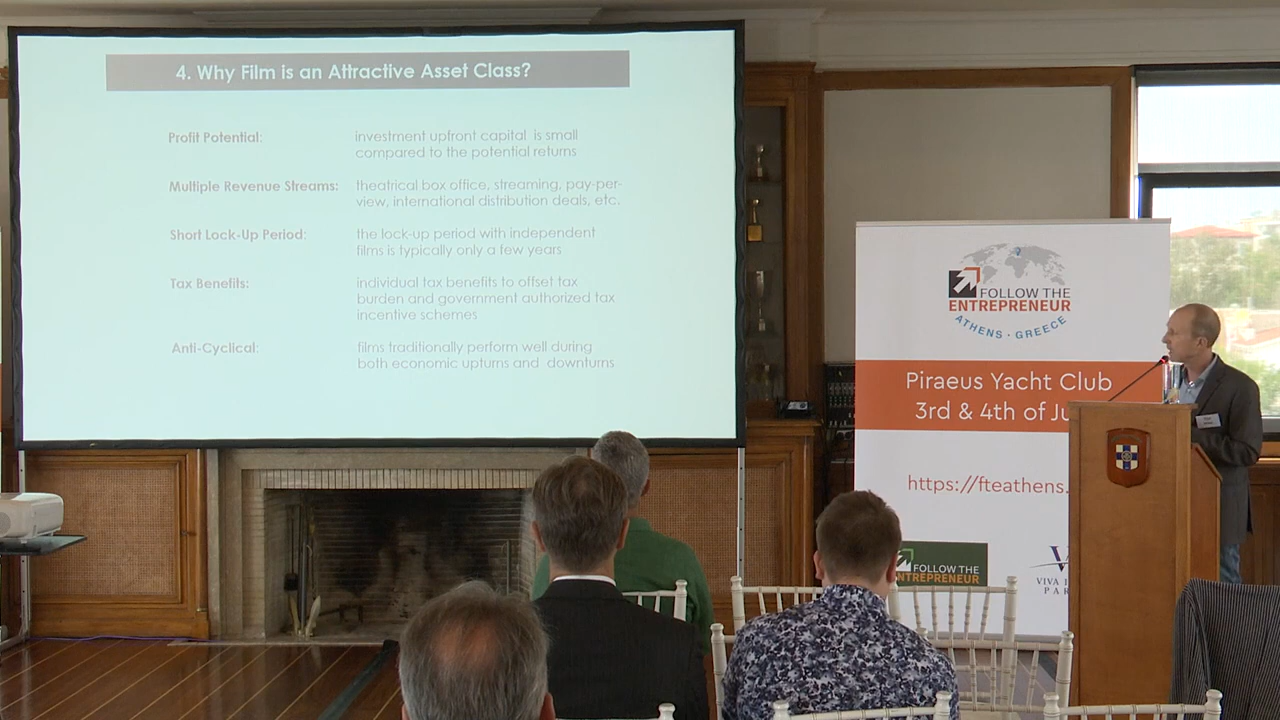 4. Why Film is an Attractive Asset Class?
Profit Potential: investment upfront capital is small
compared to the potential returns
Multiple Revenue Streams: theatrical box office, streaming, pay-per-
view, international distribution deals, etc.
Short Lock-Up Period: the lock-up period with independent
films is typically only a few years
Tax Benefits: individual tax benefits to offset tax
burden and government authorized tax
incentive schemes
Anti-Cyclical: films traditionally perform well during
both economic upturns and downturns
FOLLOW THE
ENTREPRENEUR
ATHENS · GREECE
Piraeus Yacht Club
3rd & 4th of
https://fteathens.
FOLLOW THE
ENTREPRENEUR
VIVA